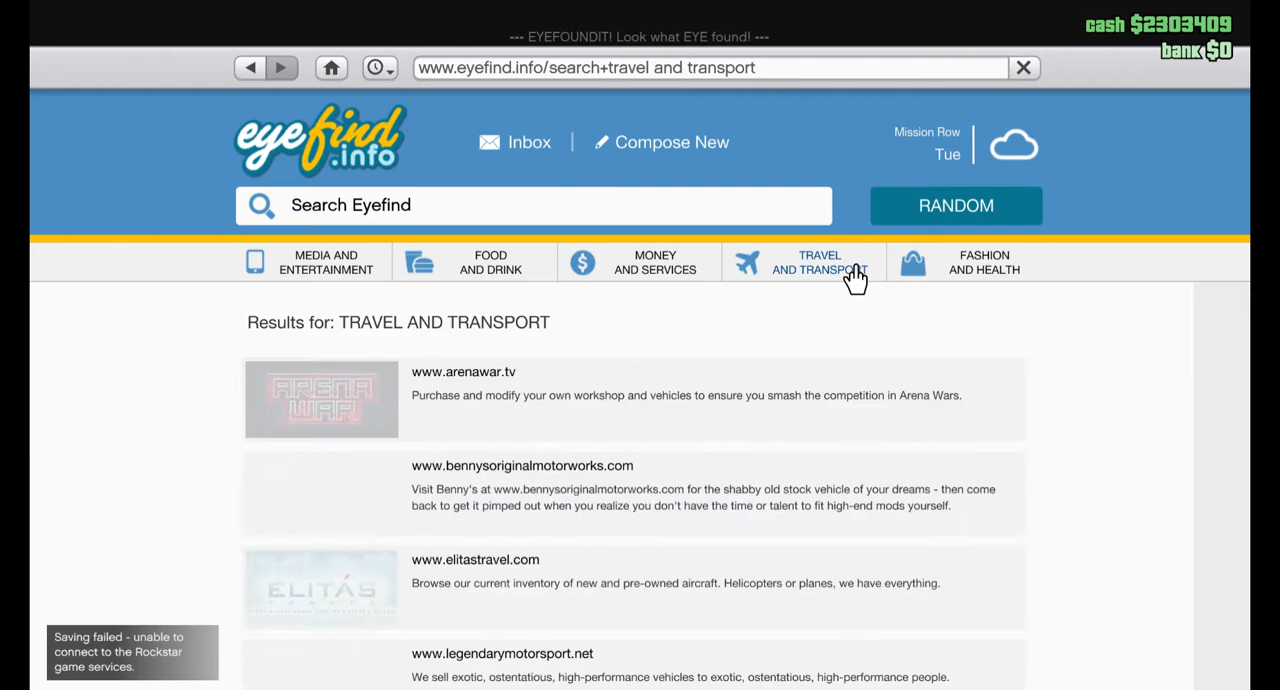 cash $2303409
--- EYEFOUNDIT! Look what EYE found! ---
bank $0
www.eyefind.info/search+travel and transport
eyefind
.info
Inbox
Compose New
Mission Row
Tue
Search Eyefind
RANDOM
MEDIA AND
ENTERTAINMENT
FOOD
AND DRINK
MONEY
AND SERVICES
TRAVEL
AND TRANSPORT
FASHION
AND HEALTH
Results for: TRAVEL AND TRANSPORT
ARENA
WAR
www.arenawar.tv
Purchase and modify your own workshop and vehicles to ensure you smash the competition in Arena Wars.
www.bennysoriginalmotorworks.com
Visit Benny's at www.bennysoriginalmotorworks.com for the shabby old stock vehicle of your dreams - then come
back to get it pimped out when you realize you don't have the time or talent to fit high-end mods yourself.
ELITÁS
TRAVEL
www.elitastravel.com
Browse our current inventory of new and pre-owned aircraft. Helicopters or planes, we have everything.
Saving failed - unable to
connect to the Rockstar
game services.
www.legendarymotorsport.net
We sell exotic, ostentatious, high-performance vehicles to exotic, ostentatious, high-performance people.